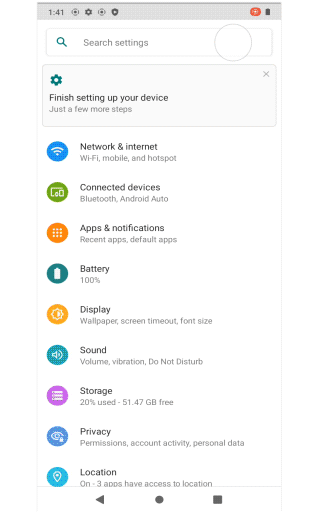 1:41
Search settings
Finish setting up your device
Just a few more steps
Network & internet
Wi-Fi, mobile, and hotspot
Connected devices
Bluetooth, Android Auto
Apps & notifications
Recent apps, default apps
Battery
100%
Display
Wallpaper, screen timeout, font size
Sound
Volume, vibration, Do Not Disturb
Storage
20% used - 51.47 GB free
Privacy
Permissions, account activity, personal data
Location
On - 3 apps have access to location